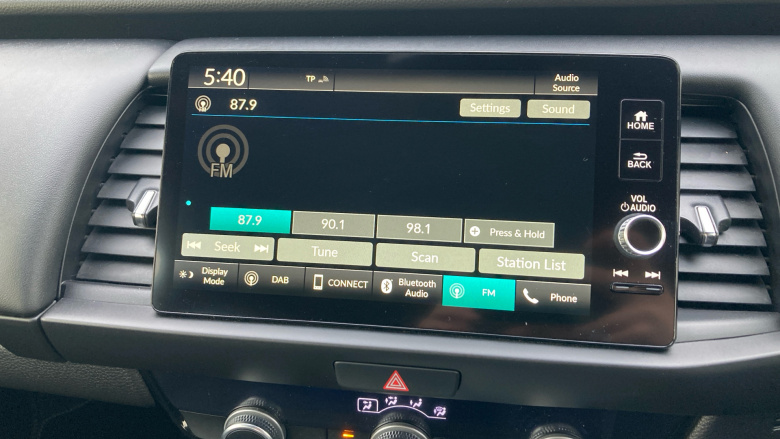 5:40
TP
Audio
Source
87.9
Settings
Sound
HOME
BACK
FM
VOL
AUDIO
87.9
90.1
98.1
Press & Hold
Seek
Tune
Scan
Station List
Display
Mode
DAB
CONNECT
Bluetooth
Audio
FM
Phone